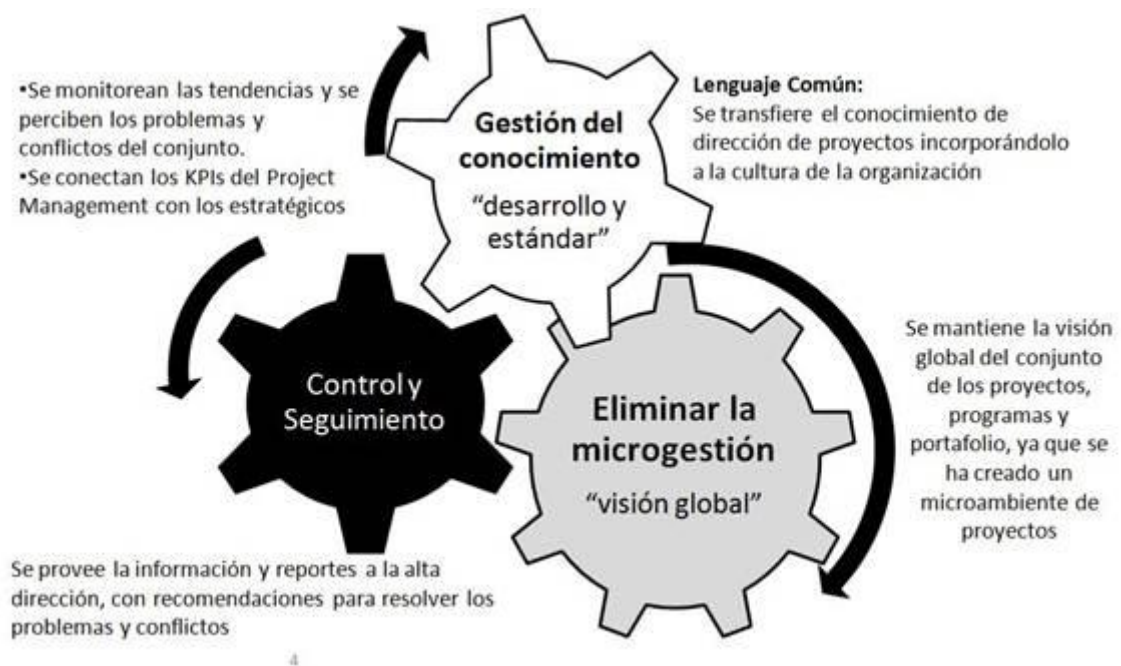 •Se monitorean las tendencias y se
perciben los problemas y
conflictos del conjunto.
•Se conectan los KPIs del Project
Management con los estratégicos
Gestión del
conocimiento
“desarrollo y
estándar”
Lenguaje Común:
Se transfiere el conocimiento de
dirección de proyectos incorporándolo
a la cultura de la organización
Control y
Seguimiento
Eliminar la
microgestión
“visión global”
Se mantiene la visión
global del conjunto
de los proyectos,
programas y
portafolio, ya que se
ha creado un
microambiente de
proyectos
Se provee la información y reportes a la alta
dirección, con recomendaciones para resolver los
problemas y conflictos
4